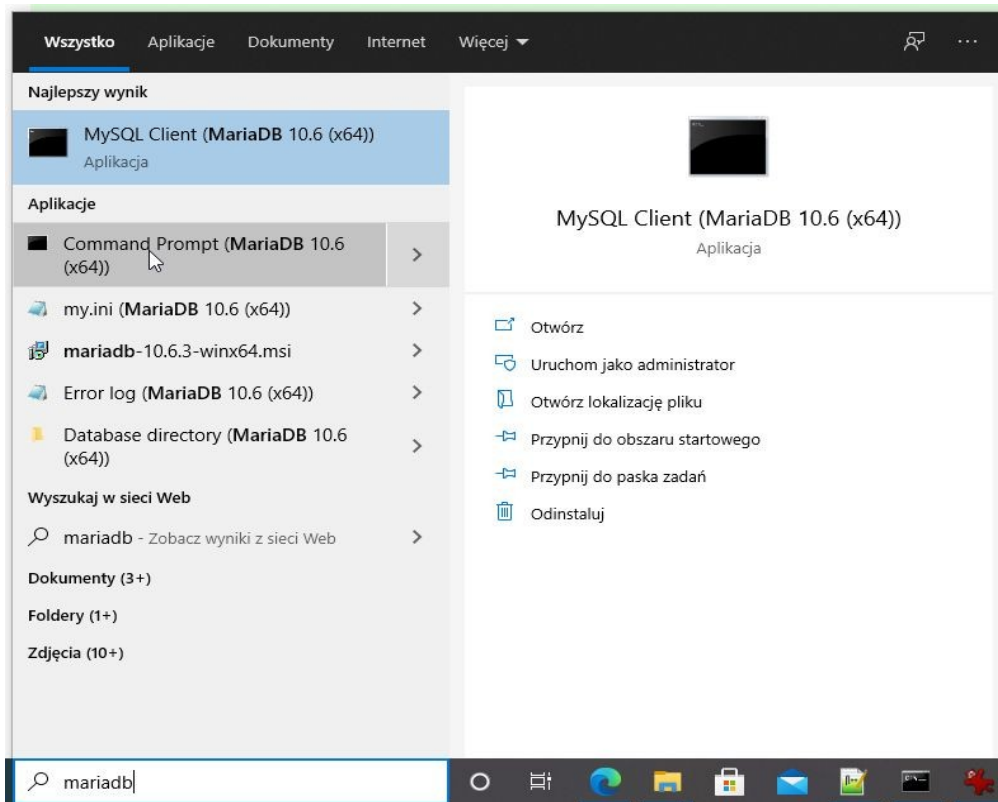 Wszystko Aplikacje Dokumenty Internet Więcej
Najlepszy wynik
MySQL Client (MariaDB 10.6 (x64))
Aplikacja
Aplikacje
Command Prompt (MariaDB 10.6
(x64))
my.ini (MariaDB 10.6 (x64))
mariadb-10.6.3-winx64.msi
Error log (MariaDB 10.6 (x64))
Database directory (MariaDB 10.6
(x64))
Wyszukaj w sieci Web
mariadb - Zobacz wyniki z sieci Web
Dokumenty (3+)
Foldery (1+)
Zdjęcia (10+)
MySQL Client (MariaDB 10.6 (x64))
Aplikacja
Otwórz
Uruchom jako administrator
Otwórz lokalizację pliku
Przypnij do obszaru startowego
Przypnij do paska zadań
Odinstaluj
mariadb